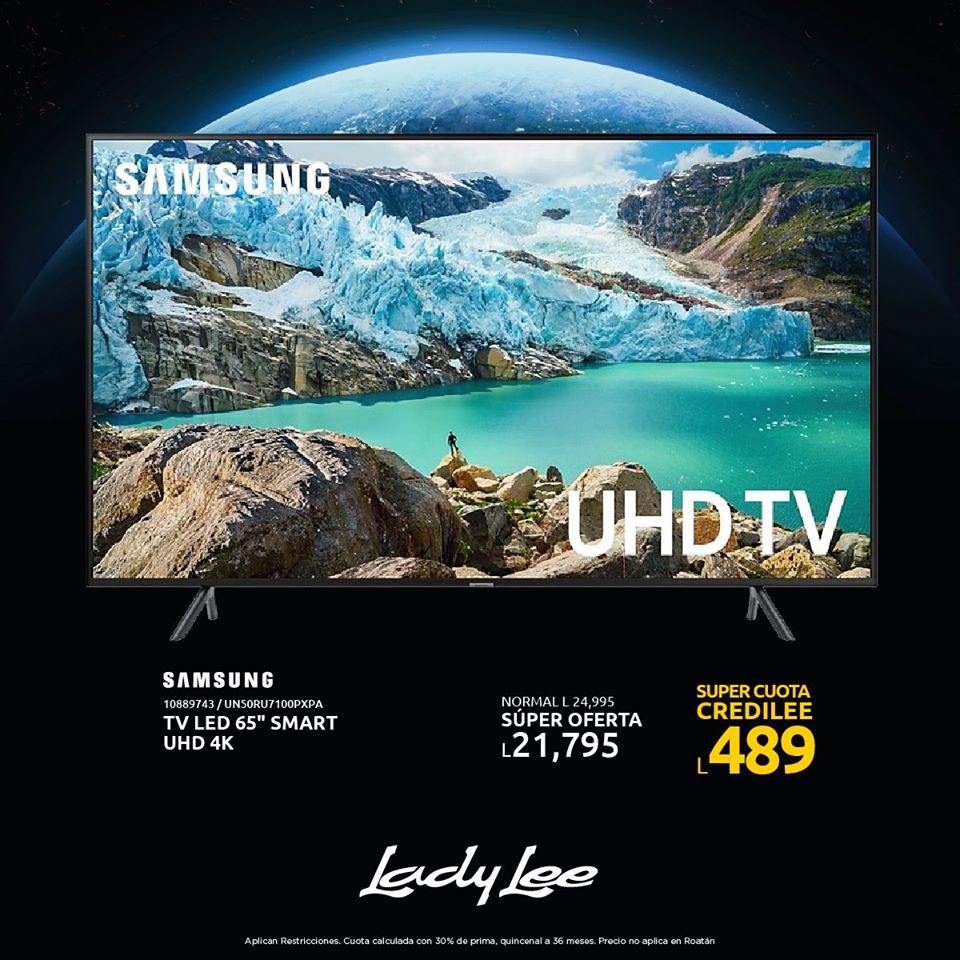 SAMSUNG
UHD TV
SAMSUNG
10889743 / UN50RU7100PXPA
TV LED 65" SMART
UHD 4K
NORMAL L 24,995
SÚPER OFERTA
L21,795
SUPER CUOTA
CREDILEE
L489
Lady Lee
Aplican Restricciones. Cuota calculada con 30% de prima, quincenal a 36 meses. Precio no aplica en Roatán